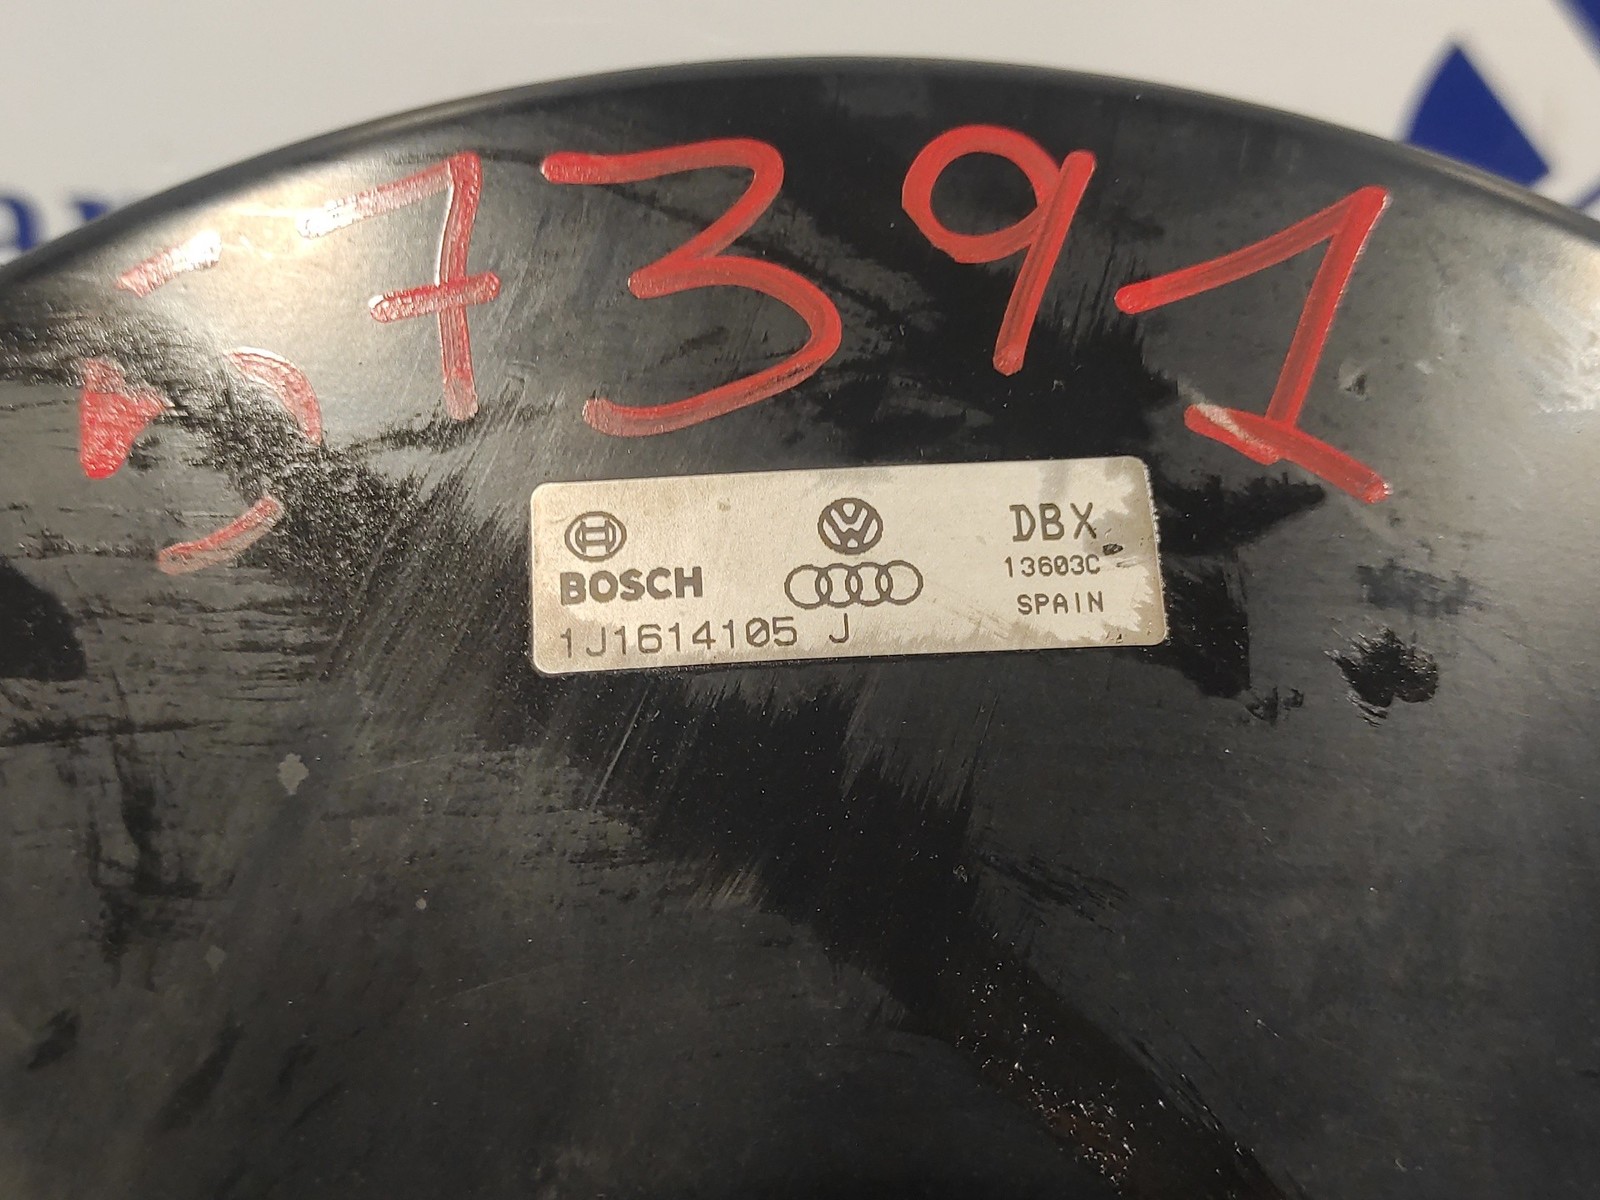 57391
BOSCH
DBX
13603C
SPAIN
1J1614105 J